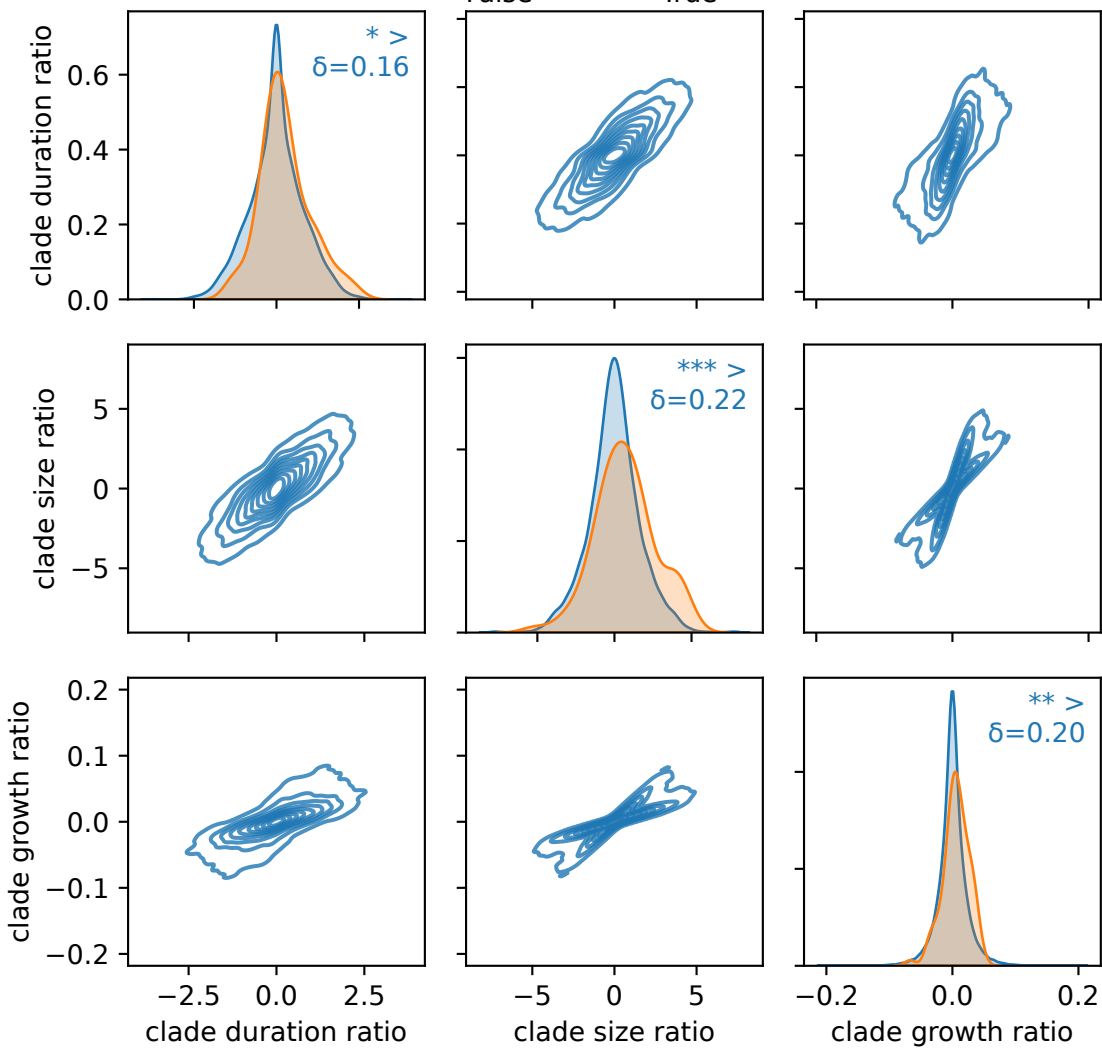 False True
clade duration ratio
0.6
0.4
0.2
0.0
* >
δ=0.16
clade size ratio
5
0
−5
*** >
δ=0.22
clade growth ratio
0.2
0.1
0.0
−0.1
−0.2
** >
δ=0.20
−2.5 0.0 2.5
−5 0 5
−0.2 0.0 0.2
clade duration ratio
clade size ratio
clade growth ratio